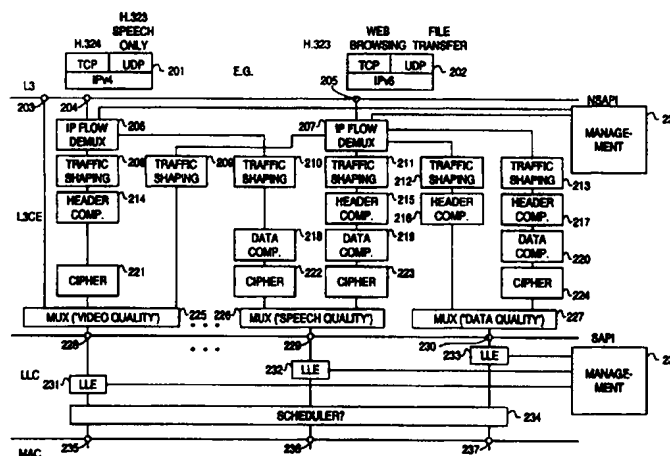 H.323
SPEECH
ONLY
H.324
TCP UDP
IPv4
201
E.G.
H.323
WEB BROWSING
FILE TRANSFER
TCP UDP
IPv6
202
L3
203
204
205
NSAPI
IP FLOW DEMUX
206
207
IP FLOW DEMUX
MANAGE-
MENT
TRAFFIC SHAPING
208
TRAFFIC SHAPING
209
TRAFFIC SHAPING
210
TRAFFIC SHAPING
211
212
TRAFFIC SHAPING
TRAFFIC SHAPING
213
L3CE
HEADER COMP.
214
HEADER COMP.
215
216
HEADER COMP.
HEADER COMP.
217
DATA COMP.
218
DATA COMP.
219
DATA COMP.
220
CIPHER
221
CIPHER
222
CIPHER
223
CIPHER
224
MUX ("VIDEO QUALITY")
225
226
MUX ("SPEECH QUALITY")
MUX ("DATA QUALITY")
227
228
229
230
SAPI
LLC
231
LLE
232
LLE
233
LLE
MANAGE-
MENT
SCHEDULER?
234
MAC
235
236
237